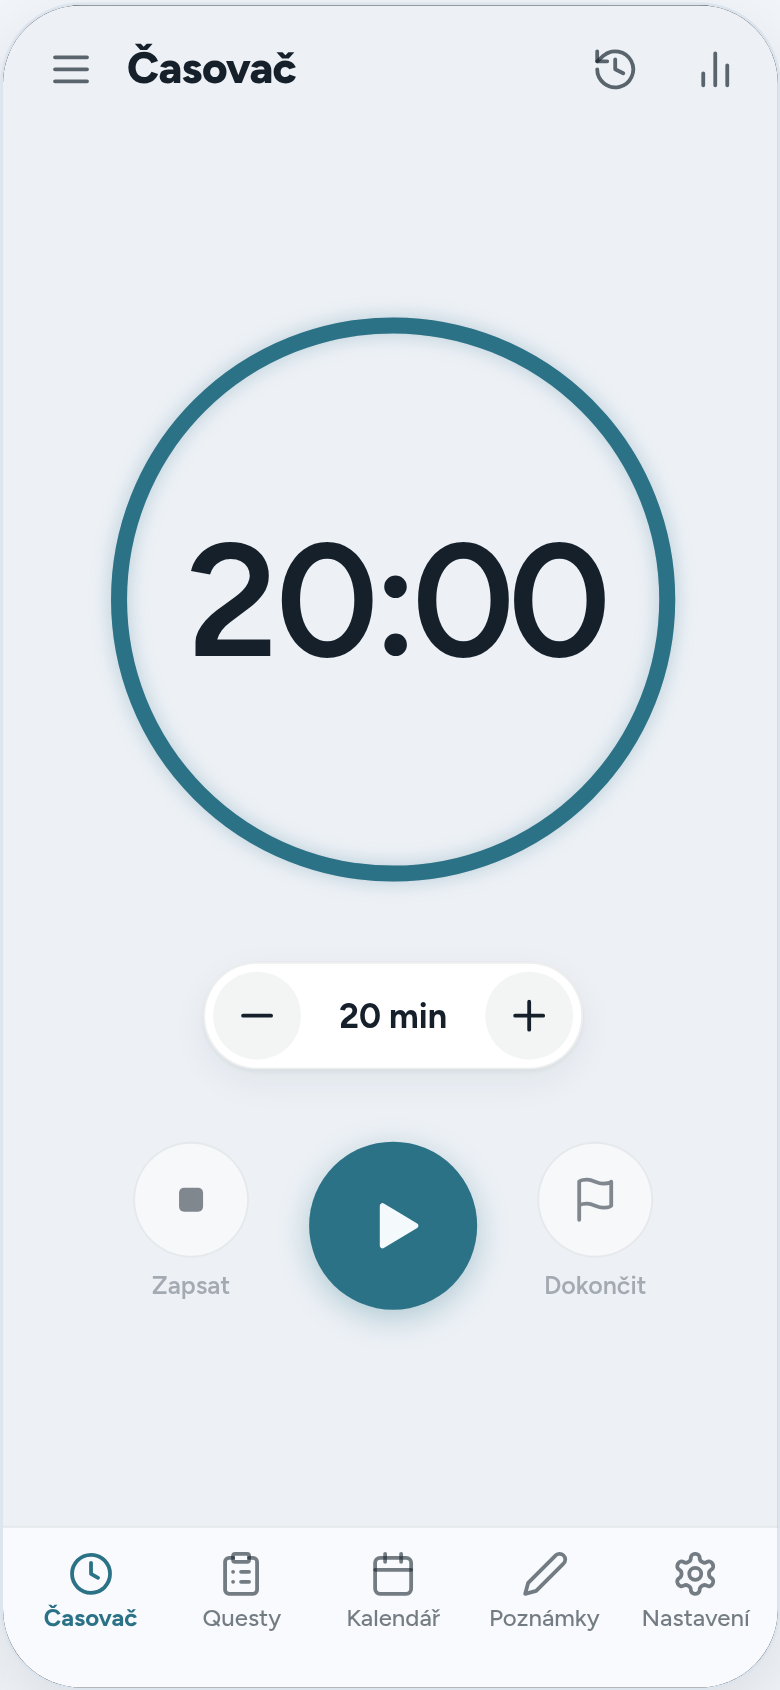 Časovač
20:00
20 min
Zapsat
Dokončit
Časovač
Questy
Kalendář
Poznámky
Nastavení